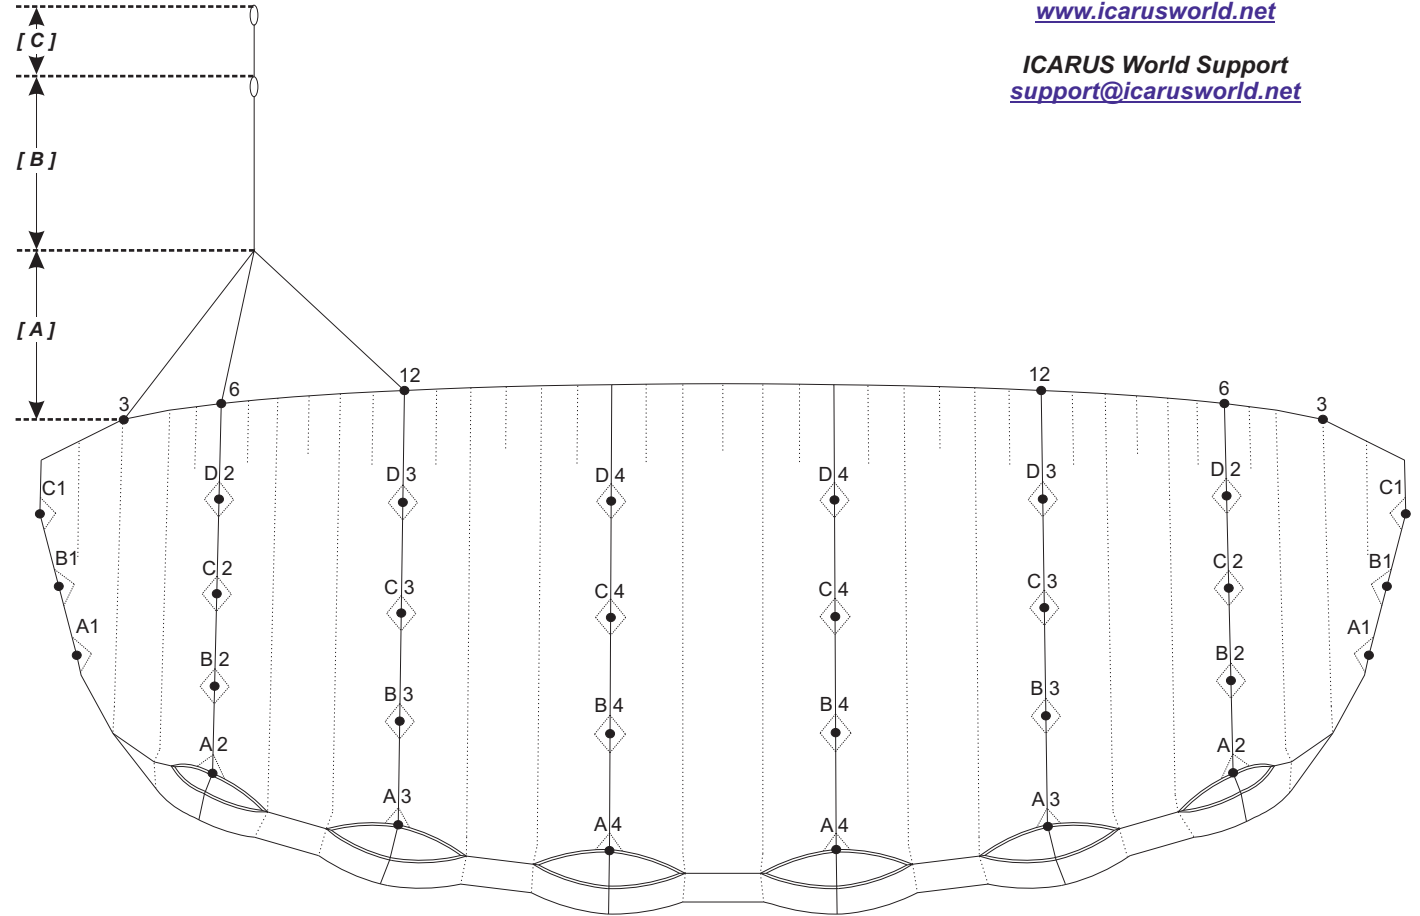 www.icarusworld.net
[ C ]
ICARUS World Support
support@icarusworld.net
[ B ]
[ A ]
12 12
6 6
3 3
D 2 D 3 D 4 D 4 D 3 D 2
C1 C1
B1 C 2 C 3 C 4 C 4 C 3 C 2 B1
A1 A1
B 2 B 3 B 4 B 4 B 3 B 2
A 2 A 2
A 3 A 3
A 4 A 4